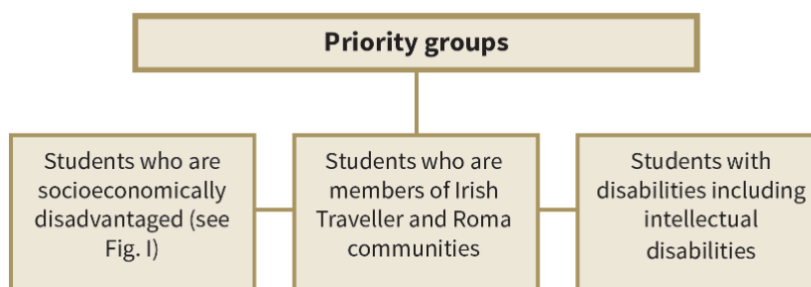 Priority groups
Students who are
socioeconomically
disadvantaged (see
Fig. I)
Students who are
members of Irish
Traveller and Roma
communities
Students with
disabilities including
intellectual
disabilities